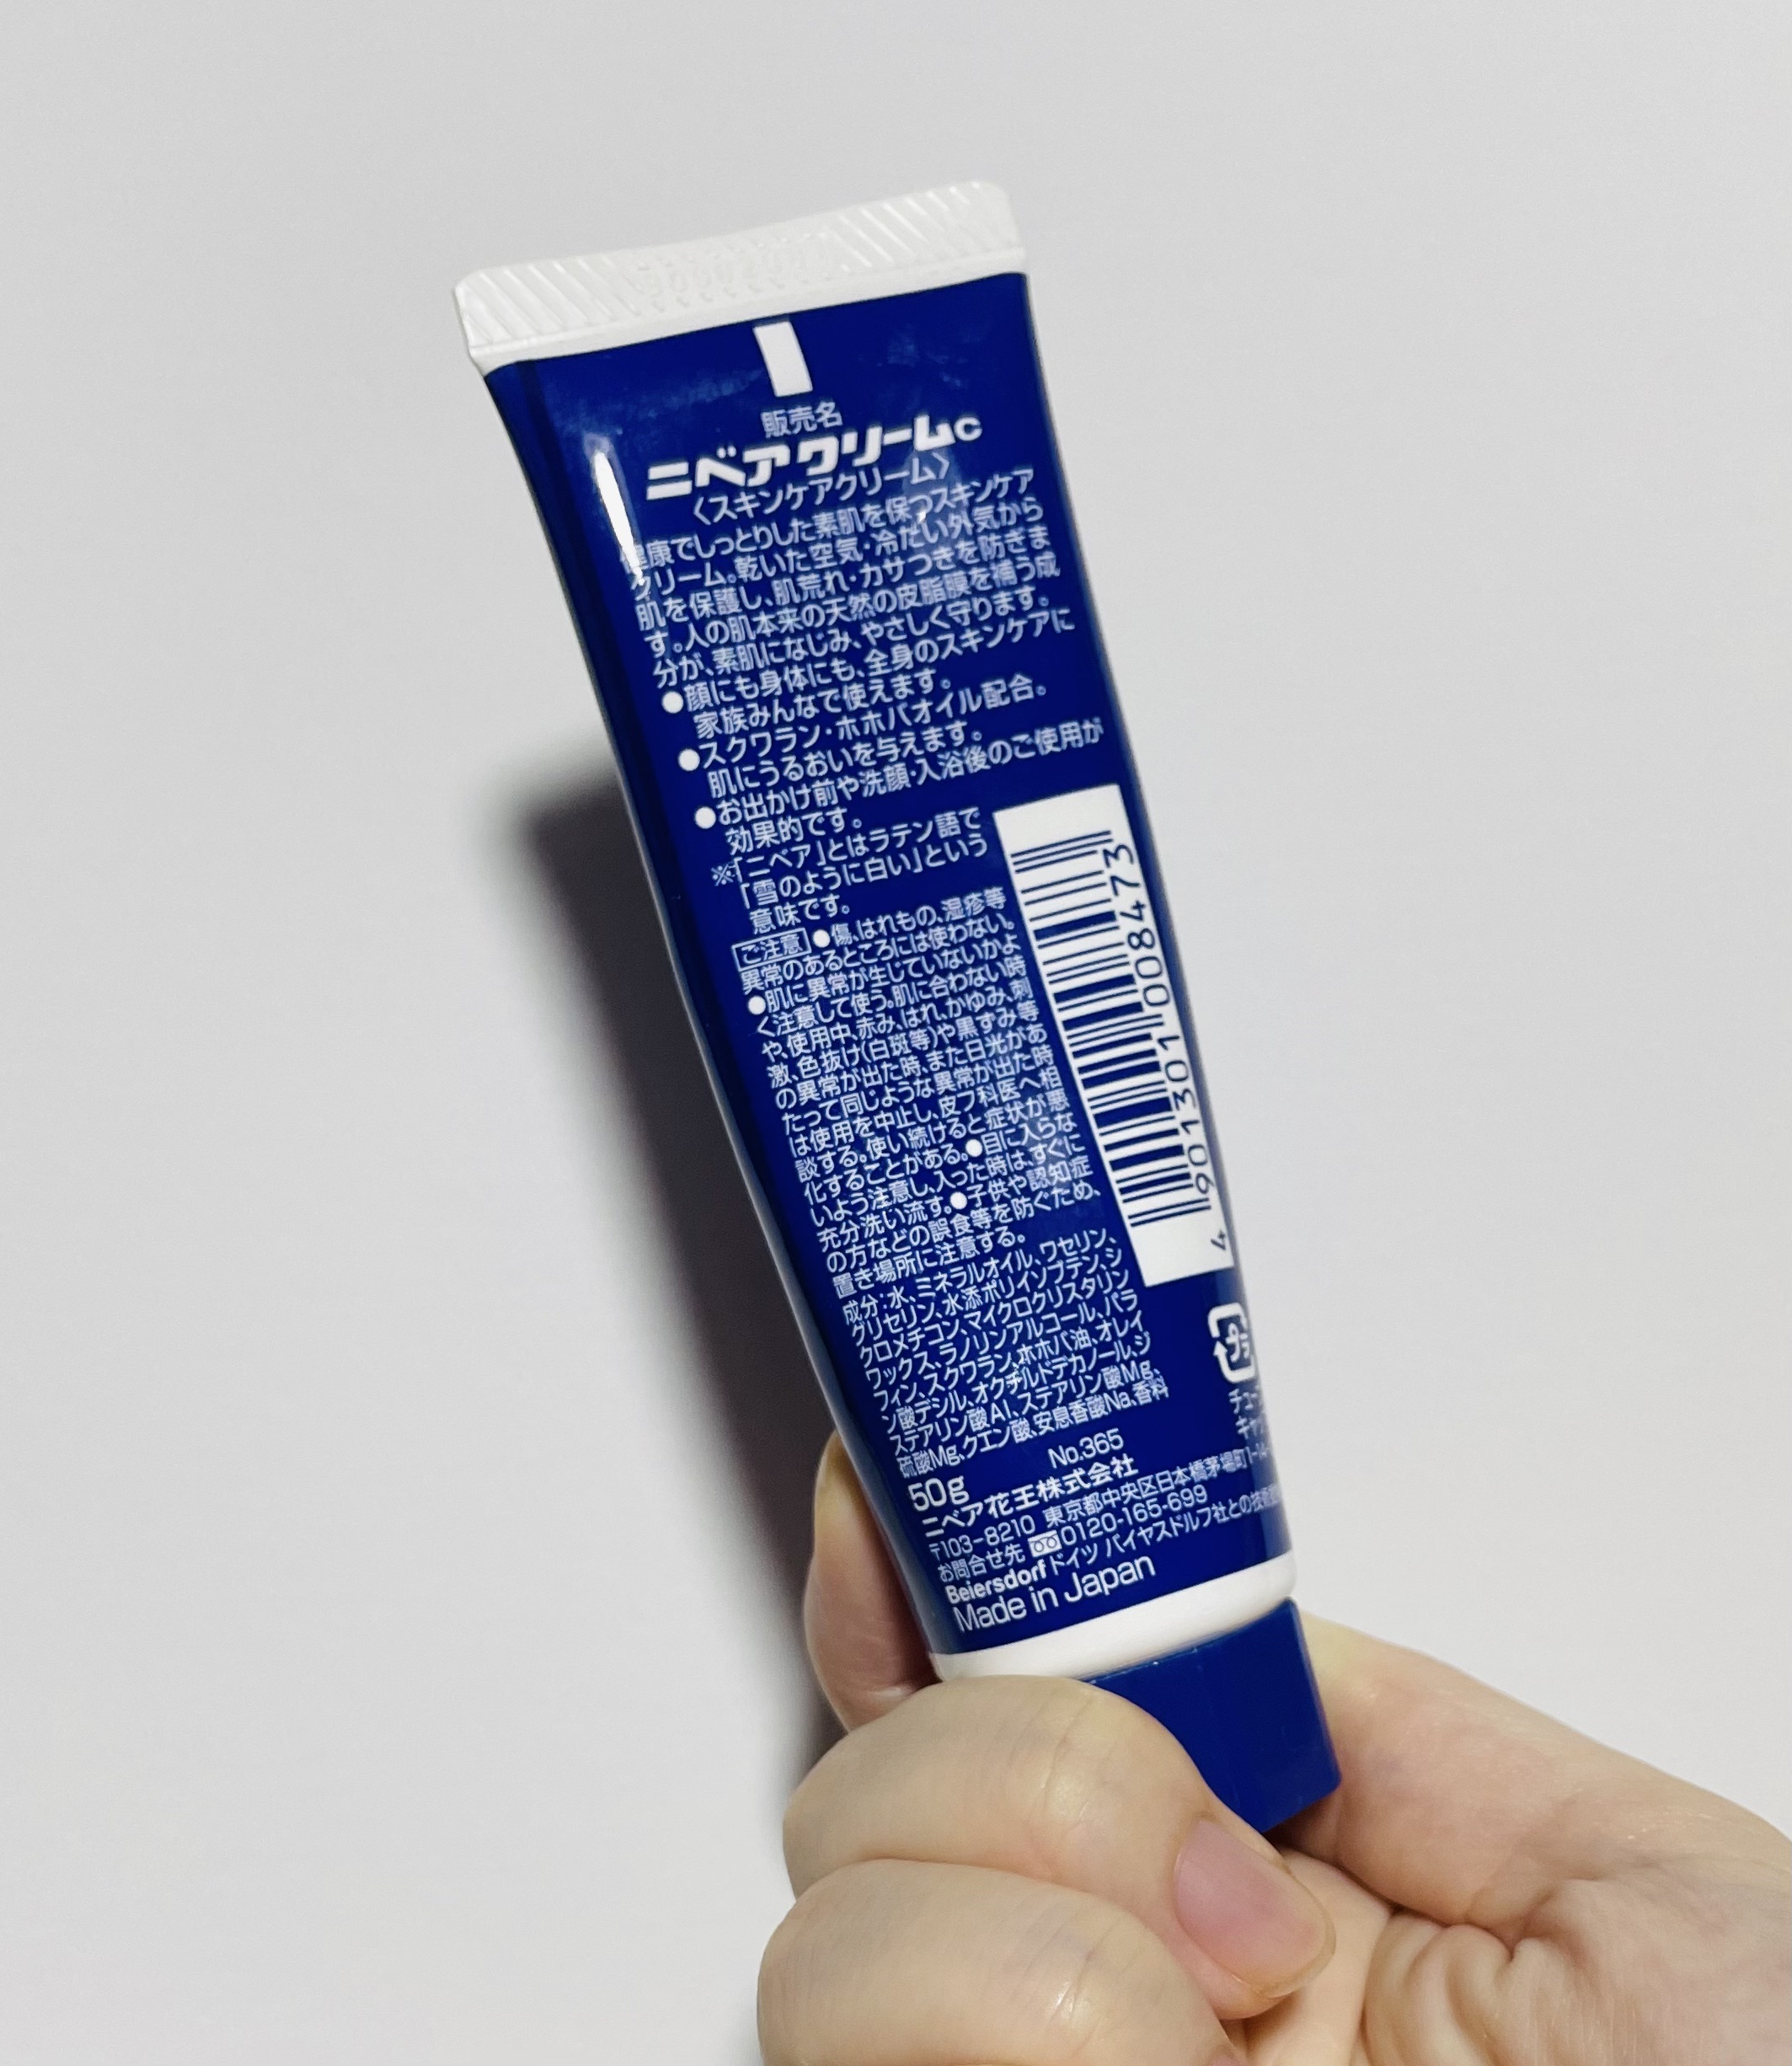 販売名
ニベアクリームc
〈スキンケアクリーム〉
健康でしっとりした素肌を保つスキンケア
クリーム。乾いた空気・冷たい外気から
肌を保護し、肌荒れ・カサつきを防ぎま
す。人の肌本来の天然の皮脂膜を補う成
分が、素肌になじみ、やさしく守ります。
●顔にも身体にも、全身のスキンケアに
家族みんなで使えます。
●スクワラン・ホホバオイル配合。
肌にうるおいを与えます。
●お出かけ前や洗顔・入浴後のご使用が
効果的です。
※「ニベア」とはラテン語で
「雪のように白い」という
意味です。
ご注意 ●傷、はれもの、湿疹等
異常のあるところには使わない。
●肌に異常が生じていないかよ
く注意して使う。肌に合わない時
や、使用中、赤み、はれ、かゆみ、刺
激、色抜け(白斑等)や黒ずみ等
の異常が出た時、また日光があ
たって同じような異常が出た時
は使用を中止し、皮フ科医へ相
談する。使い続けると症状が悪
化することがある。●目に入らな
いよう注意し、入った時は、すぐに
充分洗い流す。●子供や認知症
の方などの誤食等を防ぐため、
置き場所に注意する。
成分:水、ミネラルオイル、ワセリン、
グリセリン、水添ポリイソブテン、シ
クロメチコン、マイクロクリスタリン
ワックス、ラノリンアルコール、パラ
フィン、スクワラン、ホホバ油、オレイ
ン酸デシル、オクチルドデカノール、ジ
ステアリン酸Al、ステアリン酸Mg、
硫酸Mg、クエン酸、安息香酸Na、香料
4 901301 008473
プラ
No.365
50g
ニベア花王株式会社
〒103-8210 東京都中央区日本橋茅場町1-14-
お問合せ先 0120-165-699
Beiersdorf ドイツ バイヤスドルフ社との技術
Made in Japan